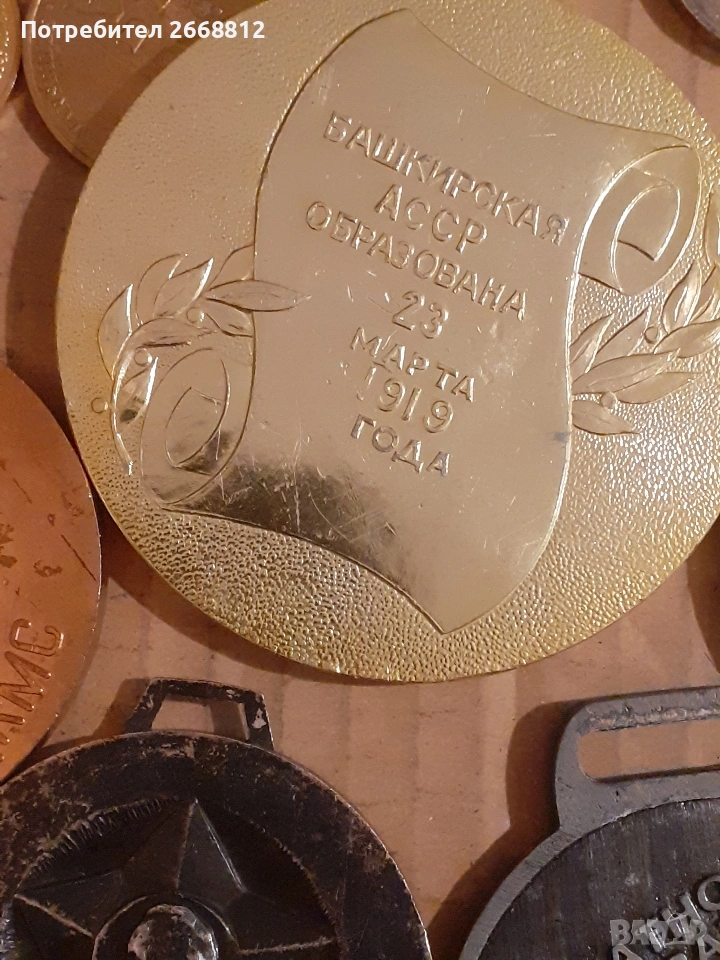 Потребител 2668812
БАШКИРСКАЯ
АССР
ОБРАЗОВАНА
23
МАРТА
1919
ГОДА